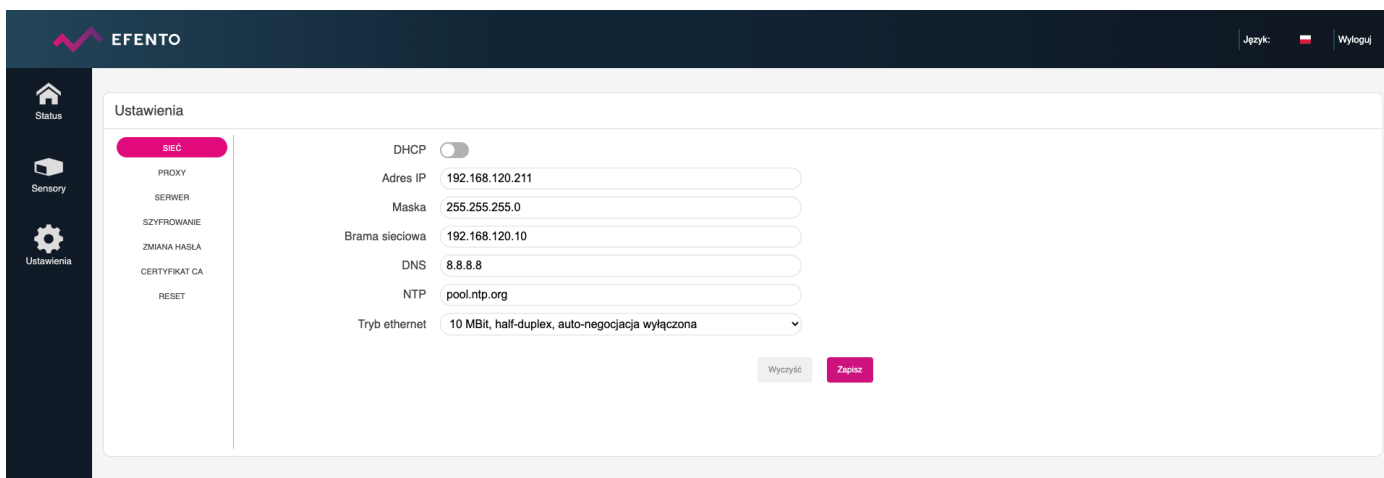 EFENTO
Język:
Wyloguj
Status
Sensory
Ustawienia
Ustawienia
SIEĆ
PROXY
SERWER
SZYFROWANIE
ZMIANA HASŁA
CERTYFIKAT CA
RESET
DHCP
Adres IP 192.168.120.211
Maska 255.255.255.0
Brama sieciowa 192.168.120.10
DNS 8.8.8.8
NTP pool.ntp.org
Tryb ethernet 10 MBit, half-duplex, auto-negocjacja wyłączona
Wyczyść Zapisz